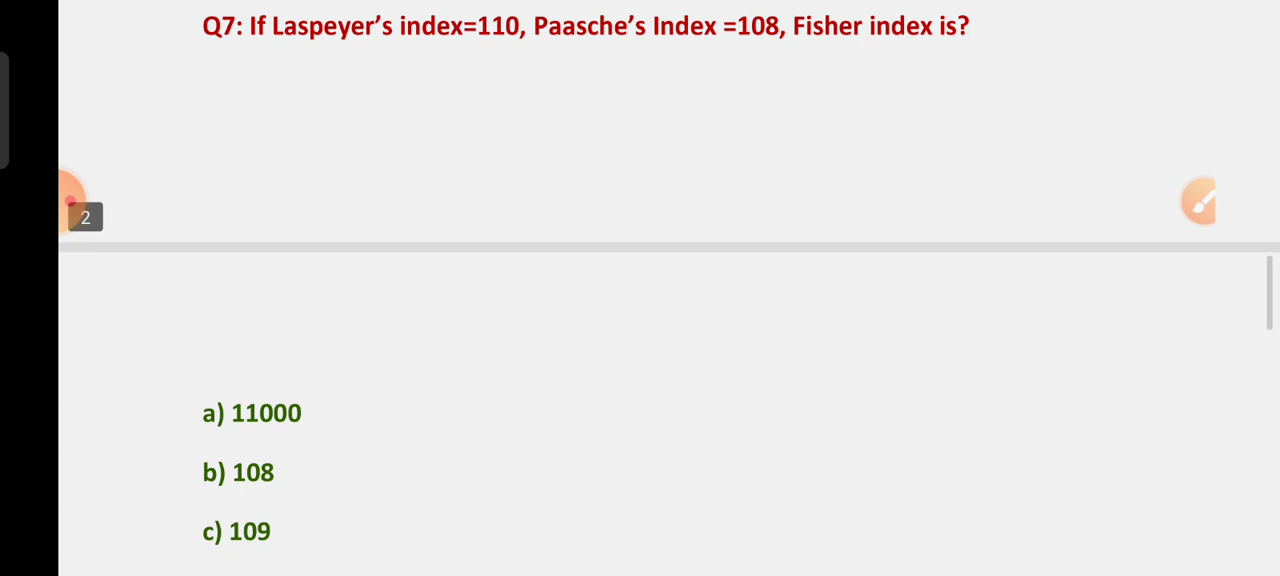 Q7: If Laspeyer’s index=110, Paasche’s Index =108, Fisher index is?
2
a) 11000
b) 108
c) 109